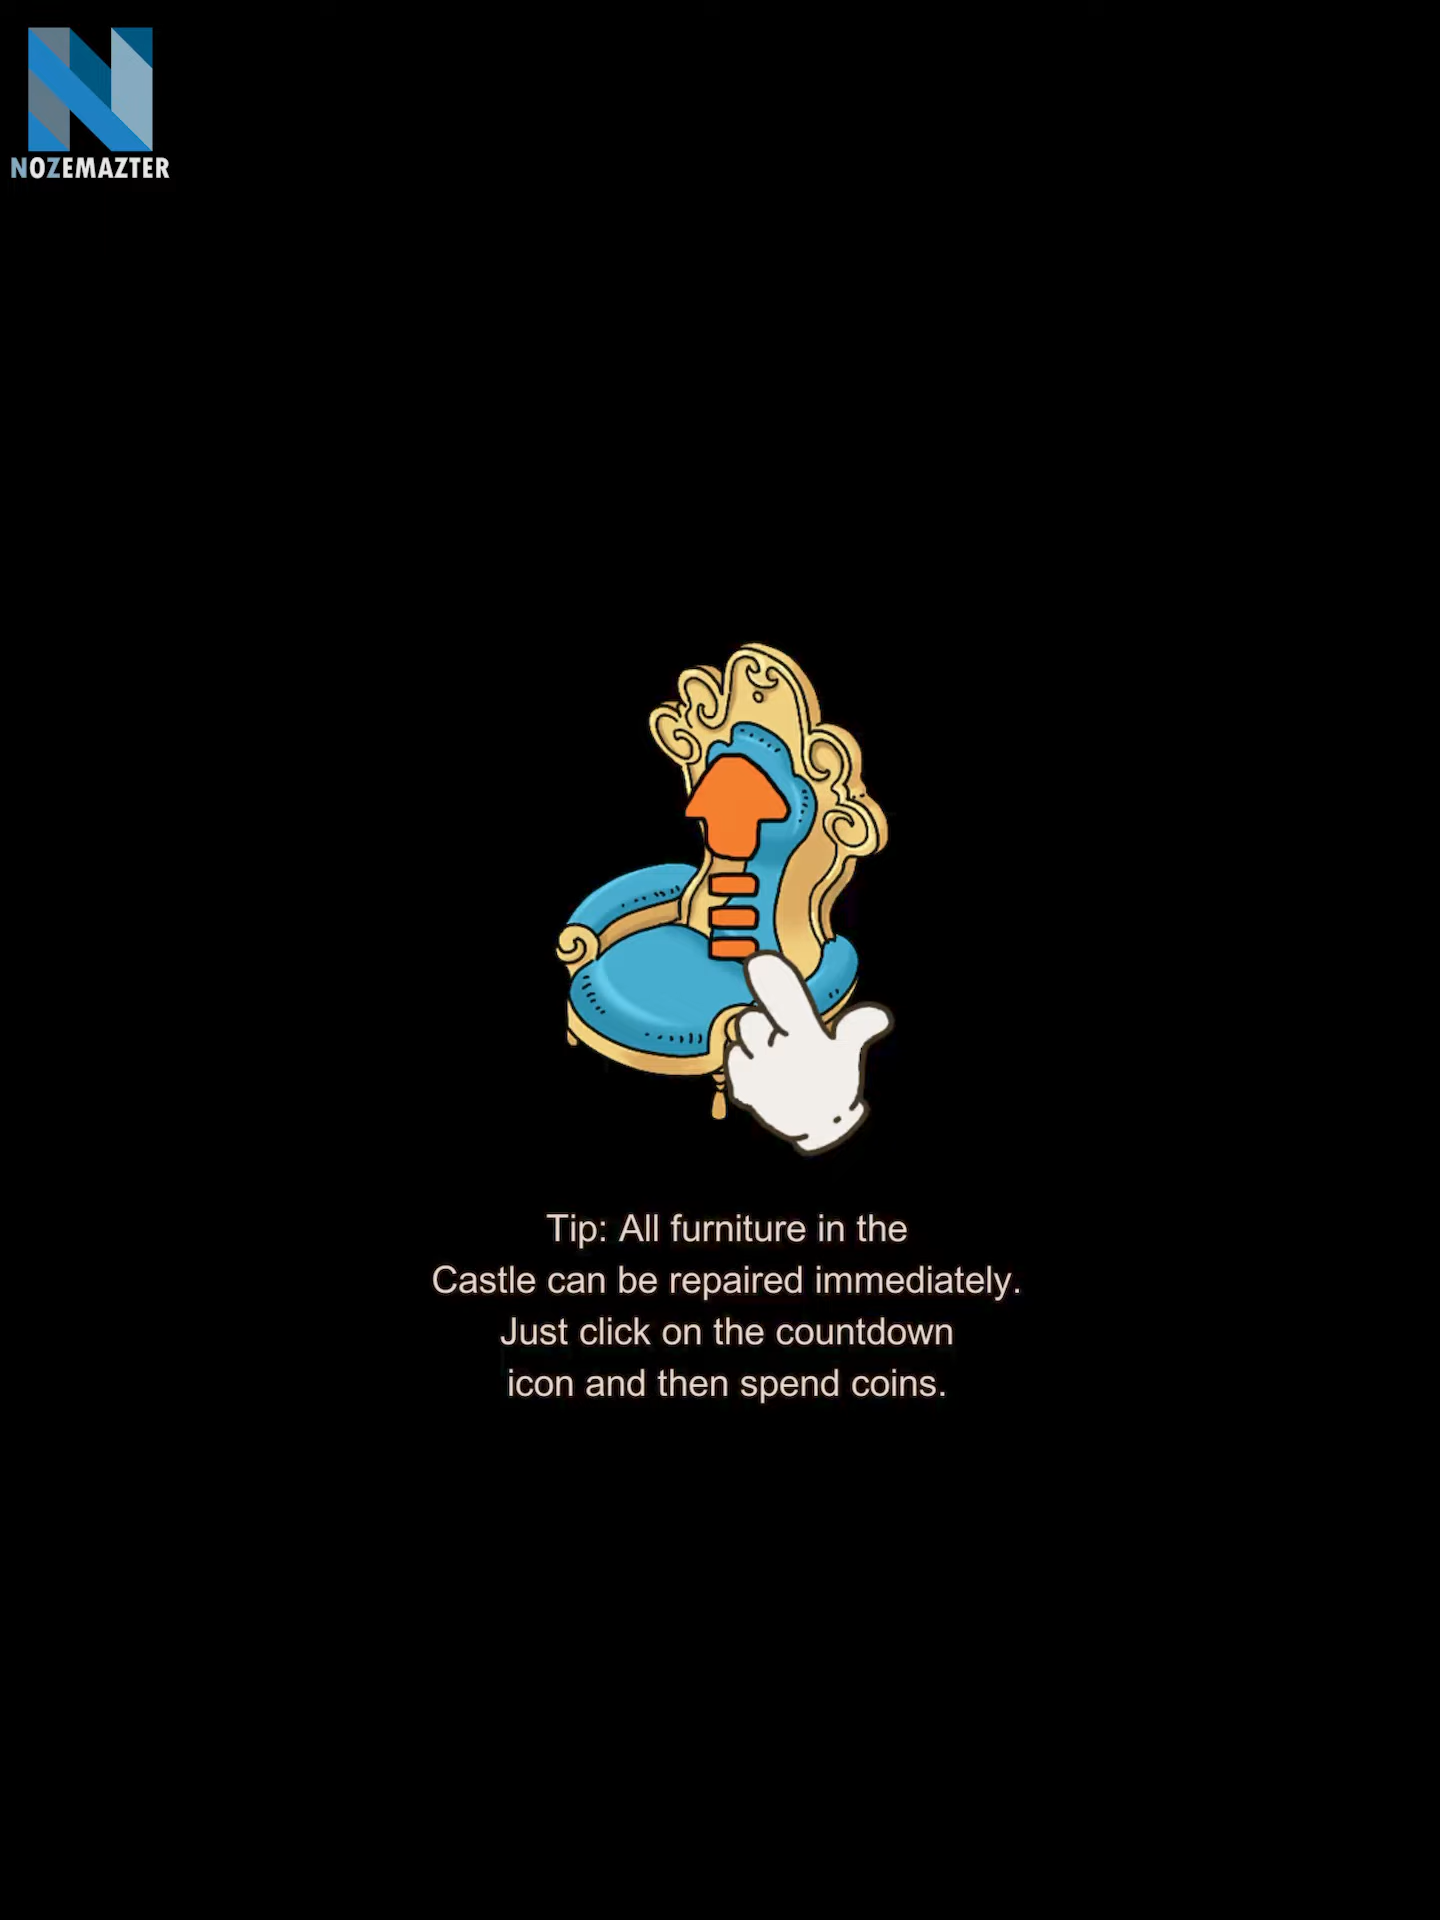 NOZEMAZTER
Tip: All furniture in the
Castle can be repaired immediately.
Just click on the countdown
icon and then spend coins.